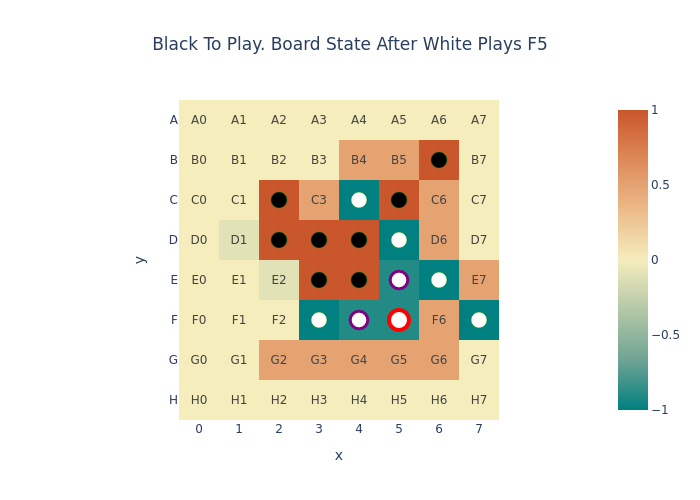 Black To Play. Board State After White Plays F5
A A0 A1 A2 A3 A4 A5 A6 A7
B B0 B1 B2 B3 B4 B5 B7
C C0 C1 C3 C6 C7
D D0 D1 D6 D7
E E0 E1 E2 E7
F F0 F1 F2 F6
G G0 G1 G2 G3 G4 G5 G6 G7
H H0 H1 H2 H3 H4 H5 H6 H7
0 1 2 3 4 5 6 7
x
y
1
0.5
0
−0.5
−1